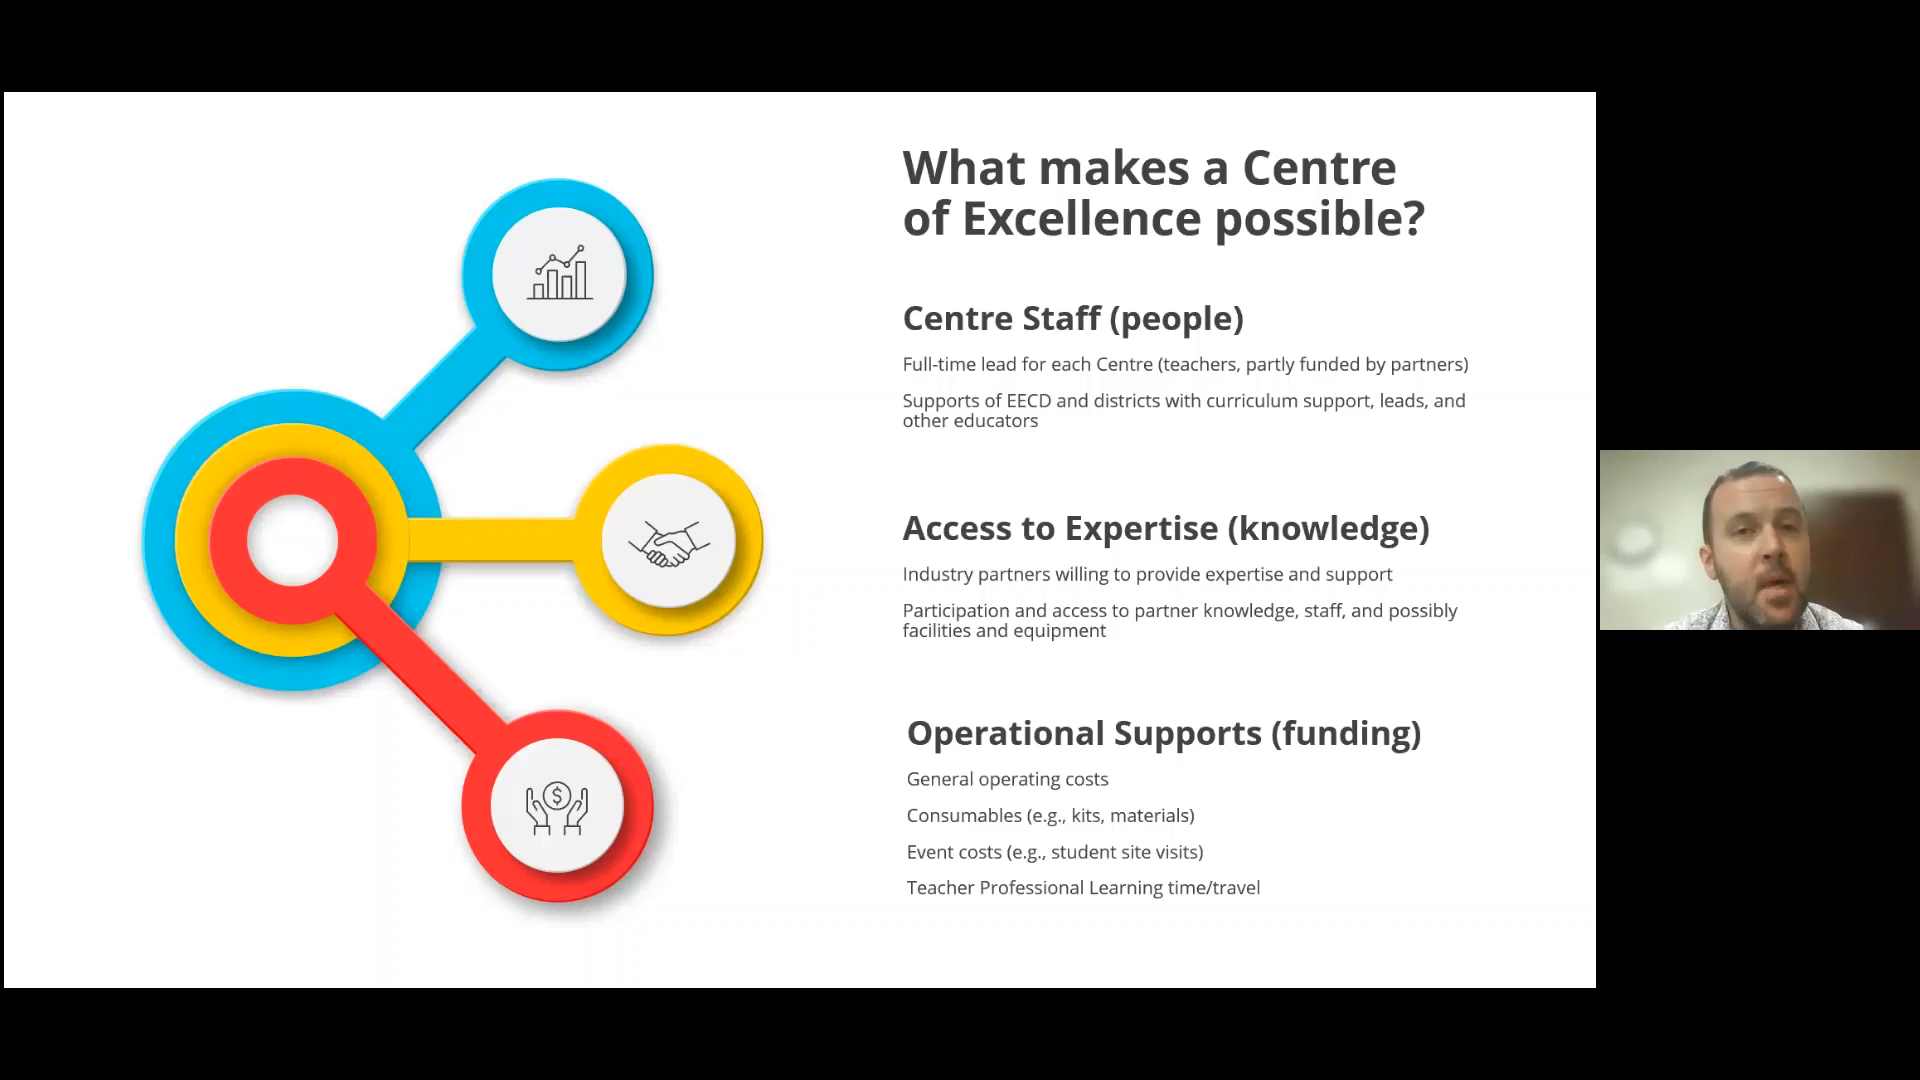 What makes a Centre
of Excellence possible?
Centre Staff (people)
Full-time lead for each Centre (teachers, partly funded by partners)
Supports of EECD and districts with curriculum support, leads, and
other educators
Access to Expertise (knowledge)
Industry partners willing to provide expertise and support
Participation and access to partner knowledge, staff, and possibly
facilities and equipment
Operational Supports (funding)
General operating costs
Consumables (e.g., kits, materials)
Event costs (e.g., student site visits)
Teacher Professional Learning time/travel
$